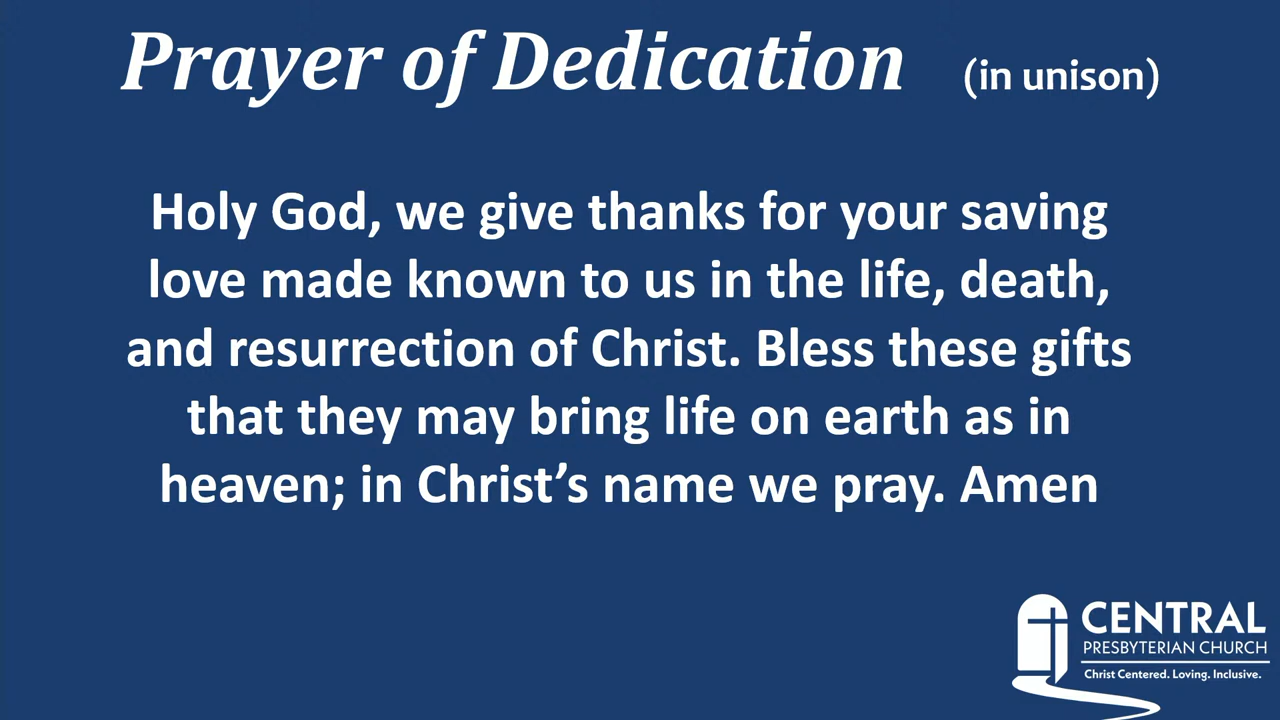 Prayer of Dedication (in unison)
Holy God, we give thanks for your saving
love made known to us in the life, death,
and resurrection of Christ. Bless these gifts
that they may bring life on earth as in
heaven; in Christ’s name we pray. Amen
CENTRAL
PRESBYTERIAN CHURCH
Christ Centered. Loving. Inclusive.